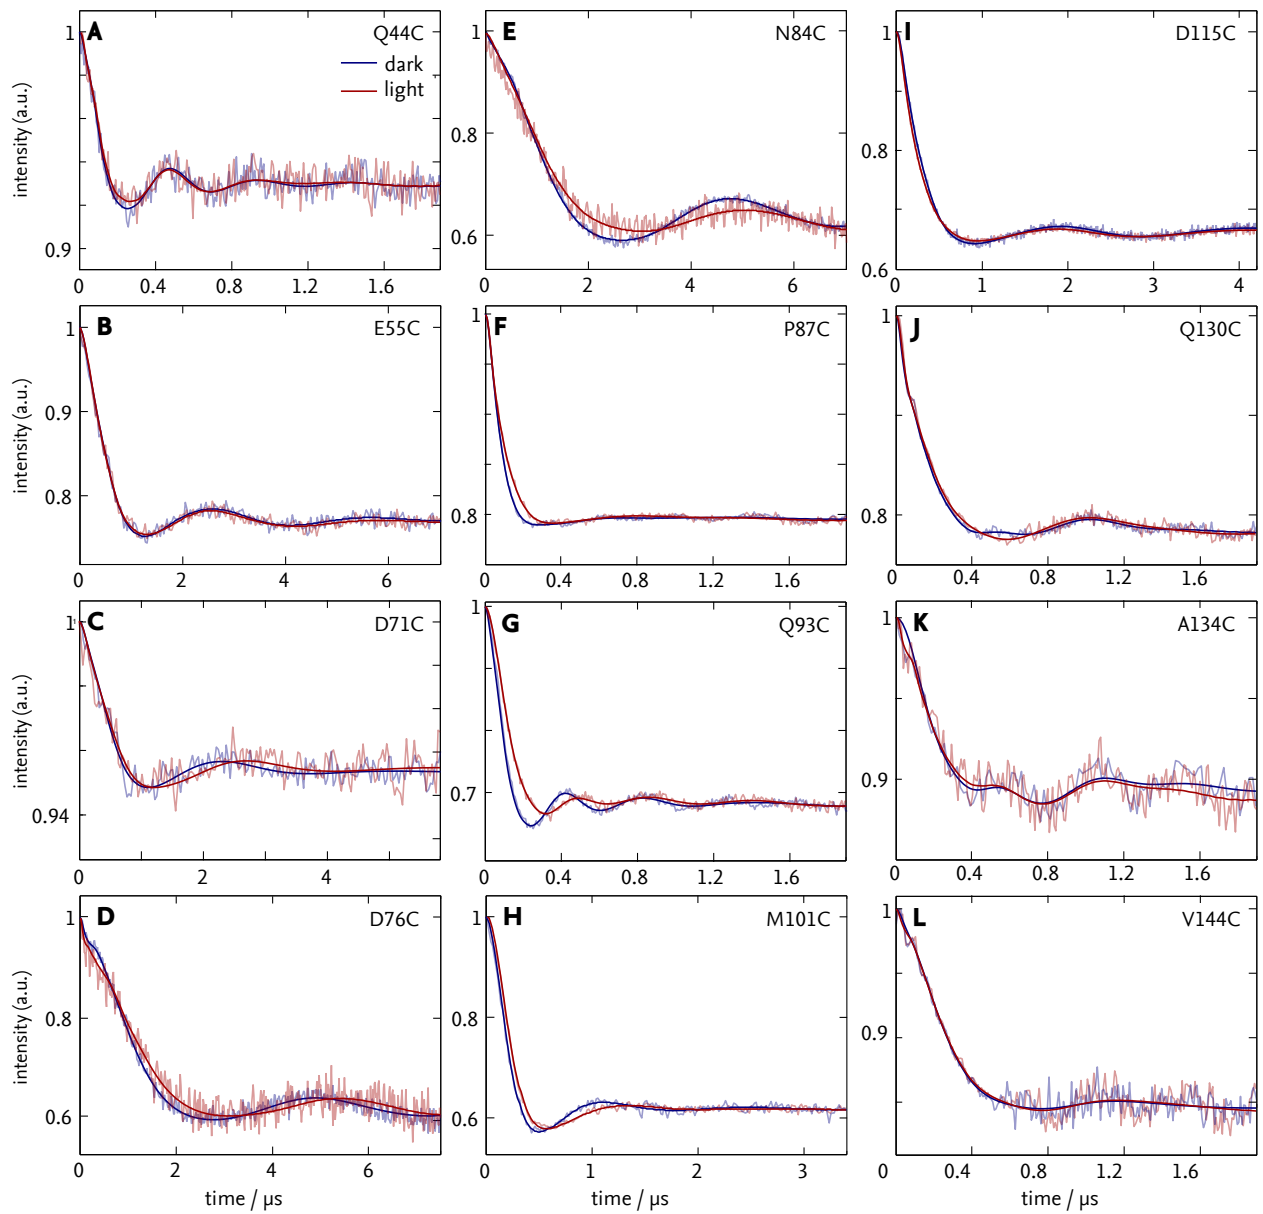 A Q44C
dark
light
1
0.9
0 0.4 0.8 1.2 1.6
intensity (a.u.)
E N84C
1
0.8
0.6
0 2 4 6
I D115C
1
0.8
0.6
0 1 2 3 4
B E55C
1
0.9
0.8
0 2 4 6
intensity (a.u.)
F P87C
1
0.8
0 0.4 0.8 1.2 1.6
J Q130C
1
0.8
0 0.4 0.8 1.2 1.6
C D71C
1
0.94
0 2 4
intensity (a.u.)
G Q93C
1
0.7
0 0.4 0.8 1.2 1.6
K A134C
1
0.9
0 0.4 0.8 1.2 1.6
D D76C
1
0.8
0.6
0 2 4 6
intensity (a.u.)
time / µs
H M101C
1
0.8
0.6
0 1 2 3
time / µs
L V144C
1
0.9
0 0.4 0.8 1.2 1.6
time / µs